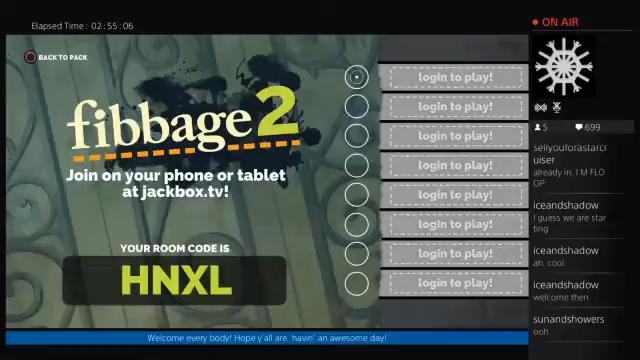 Elapsed Time : 02:55:06
ON AIR
BACK TO PACK
fibbage 2
Join on your phone or tablet
at jackbox.tv!
YOUR ROOM CODE IS
HNXL
login to play!
login to play!
login to play!
login to play!
login to play!
login to play!
login to play!
login to play!
5
699
sellyouforastarcr
uiser
already in. I M FLO
OP
iceandshadow
I guess we are star
ting
iceandshadow
ah. cool.
iceandshadow
welcome then
sunandshowers
ooh
Welcome every body! Hope y'all are havin' an awesome day!